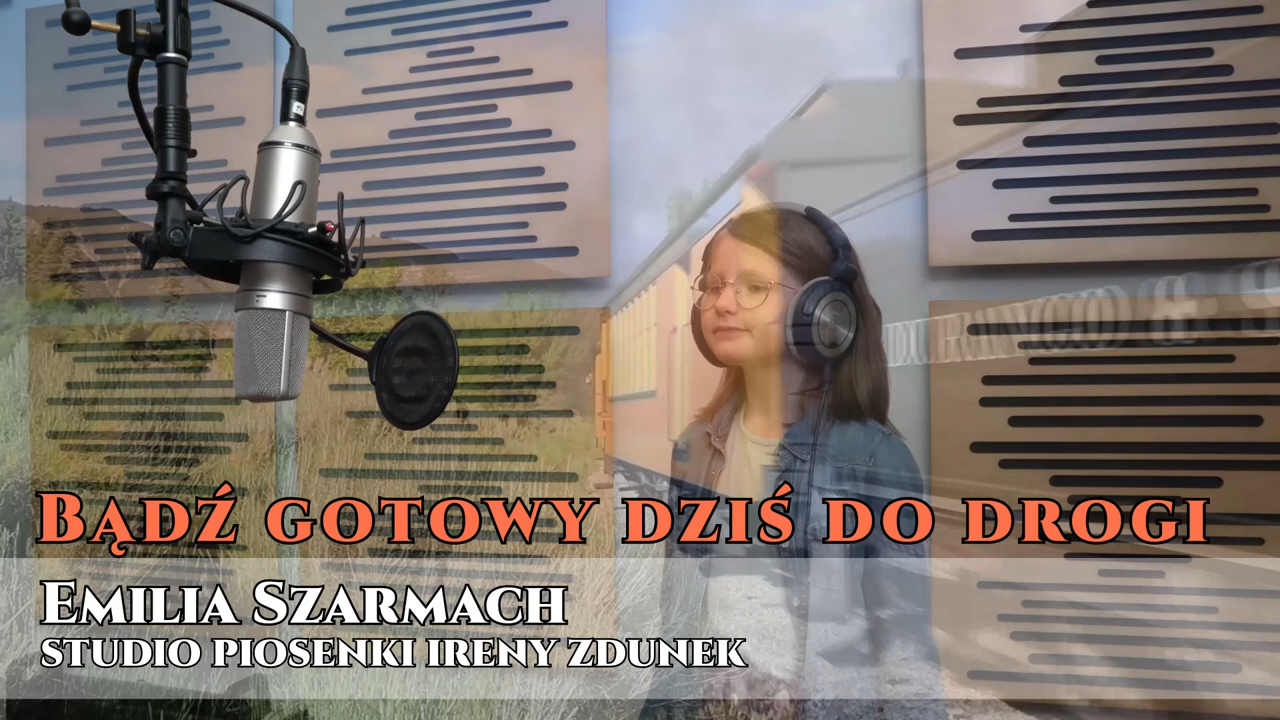 Bądź gotowy dziś do drogi
Emilia Szarmach
studio piosenki Ireny Zdunek